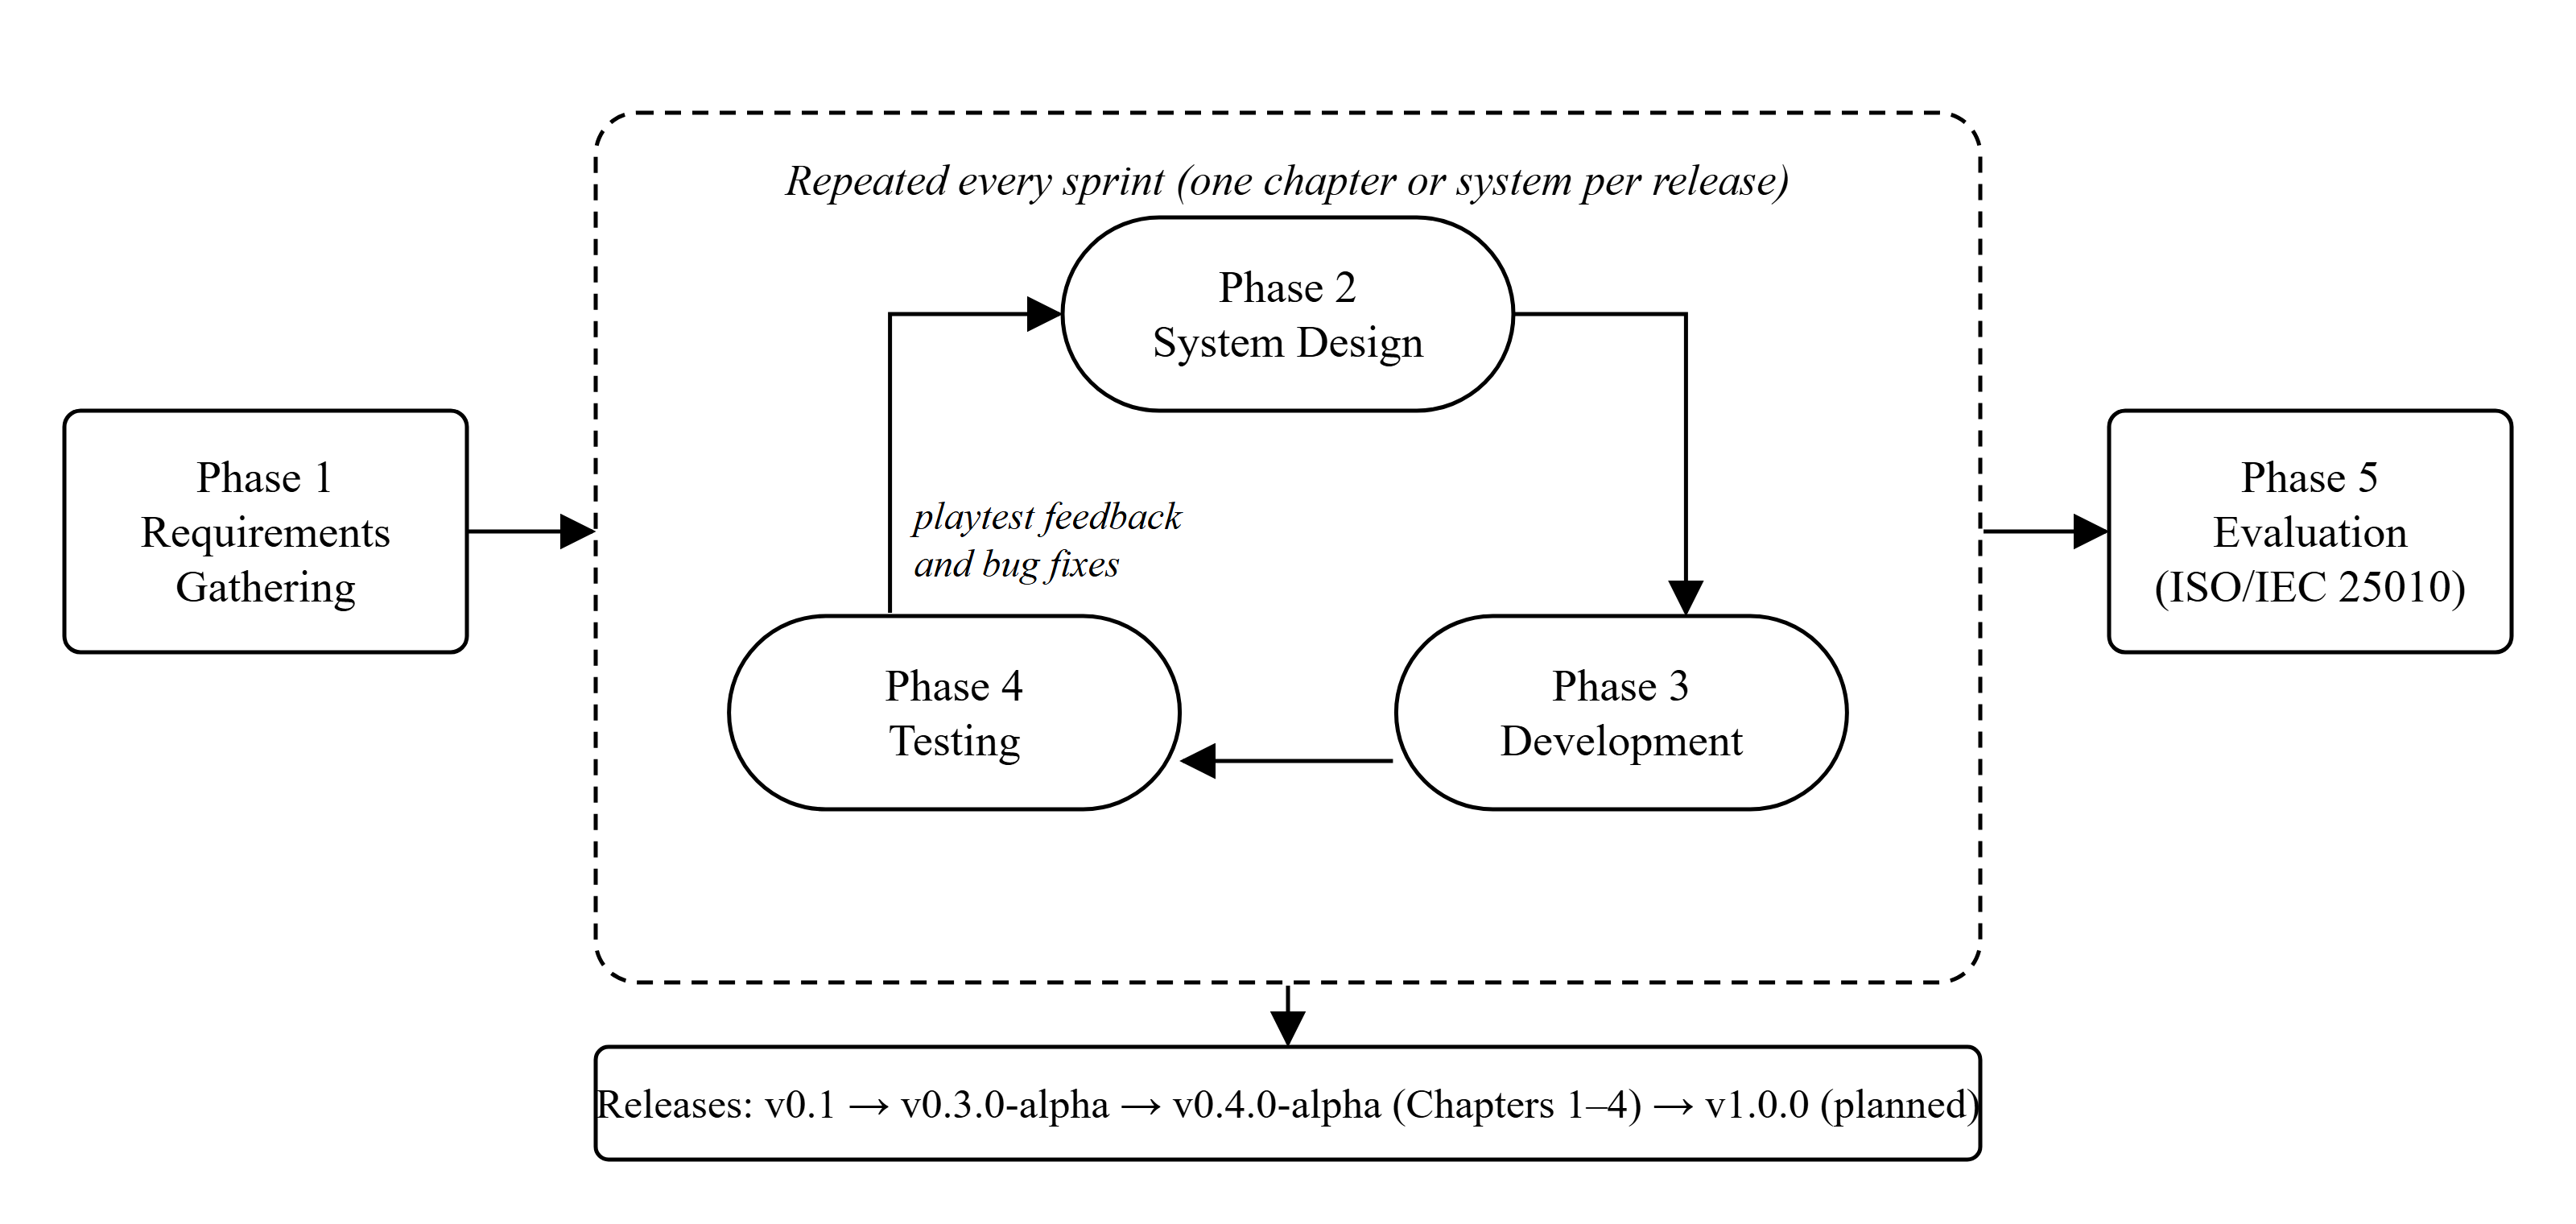 Repeated every sprint (one chapter or system per release)
Phase 2
System Design
Phase 1
Requirements
Gathering
playtest feedback
and bug fixes
Phase 5
Evaluation
(ISO/IEC 25010)
Phase 4
Testing
Phase 3
Development
Releases: v0.1 → v0.3.0-alpha → v0.4.0-alpha (Chapters 1–4) → v1.0.0 (planned)